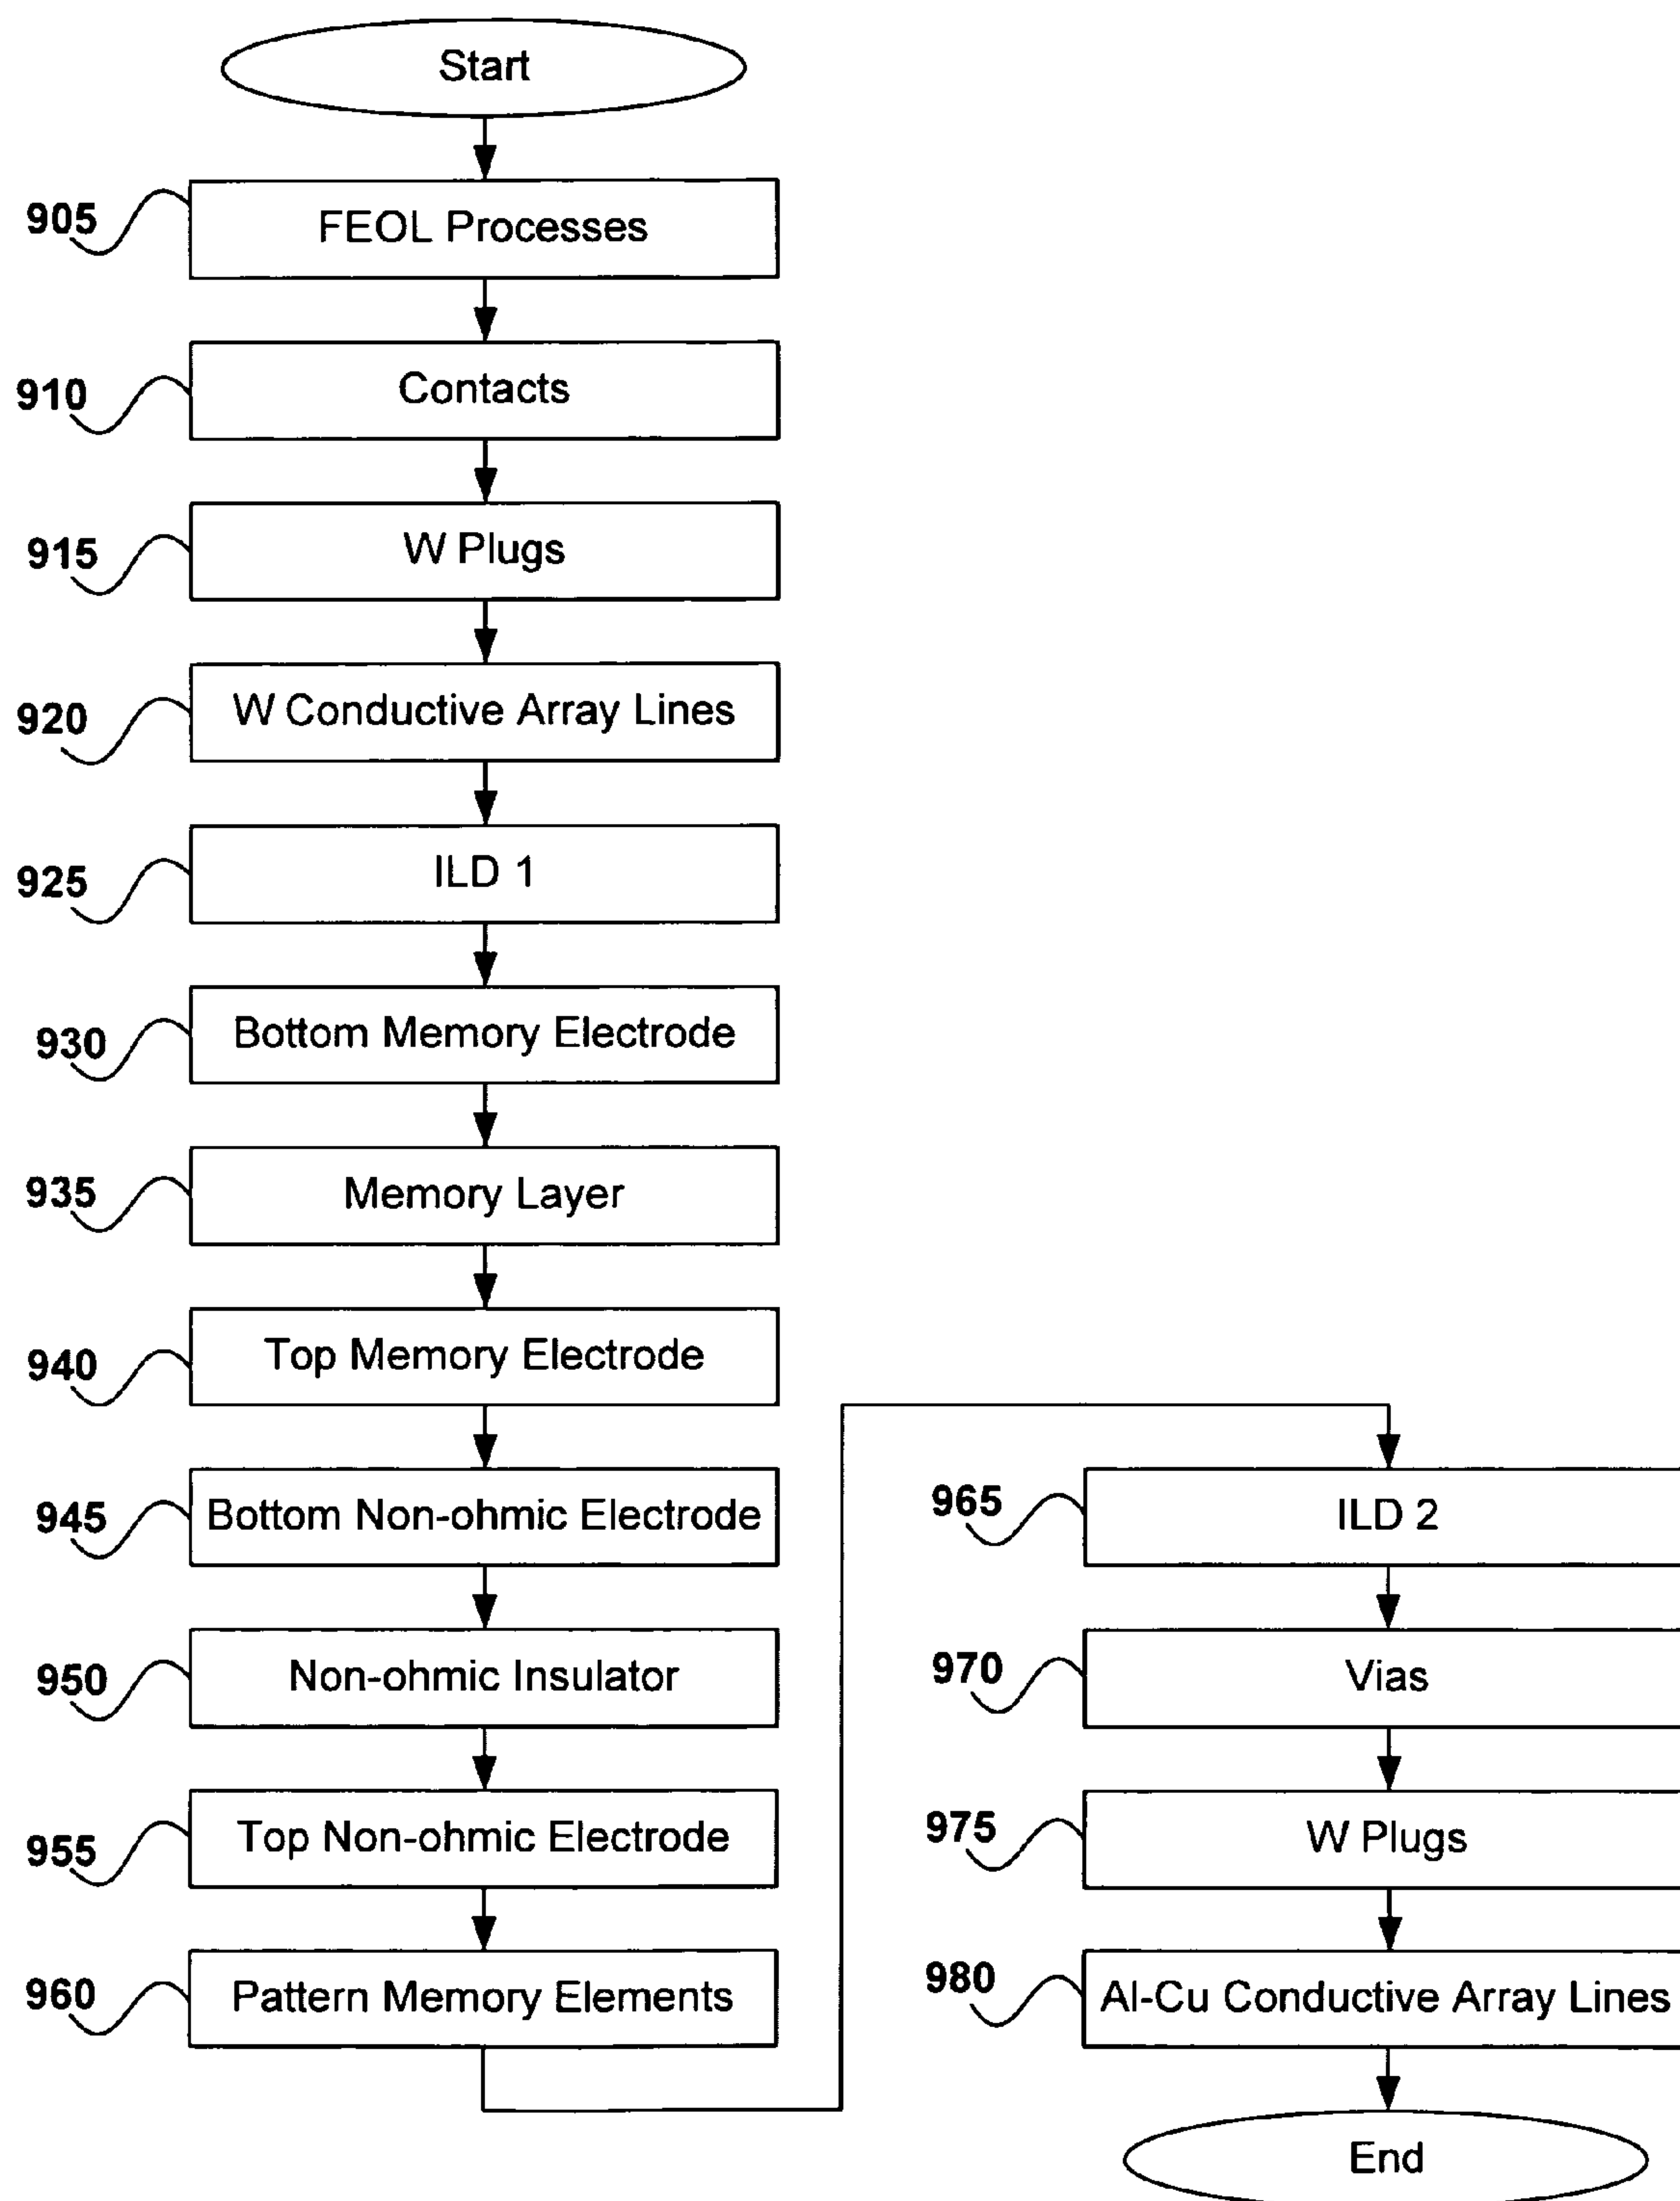 Start
905
FEOL Processes
910
Contacts
915
W Plugs
920
W Conductive Array Lines
925
ILD 1
930
Bottom Memory Electrode
935
Memory Layer
940
Top Memory Electrode
945
Bottom Non-ohmic Electrode
950
Non-ohmic Insulator
955
Top Non-ohmic Electrode
960
Pattern Memory Elements
965
ILD 2
970
Vias
975
W Plugs
980
Al-Cu Conductive Array Lines
End